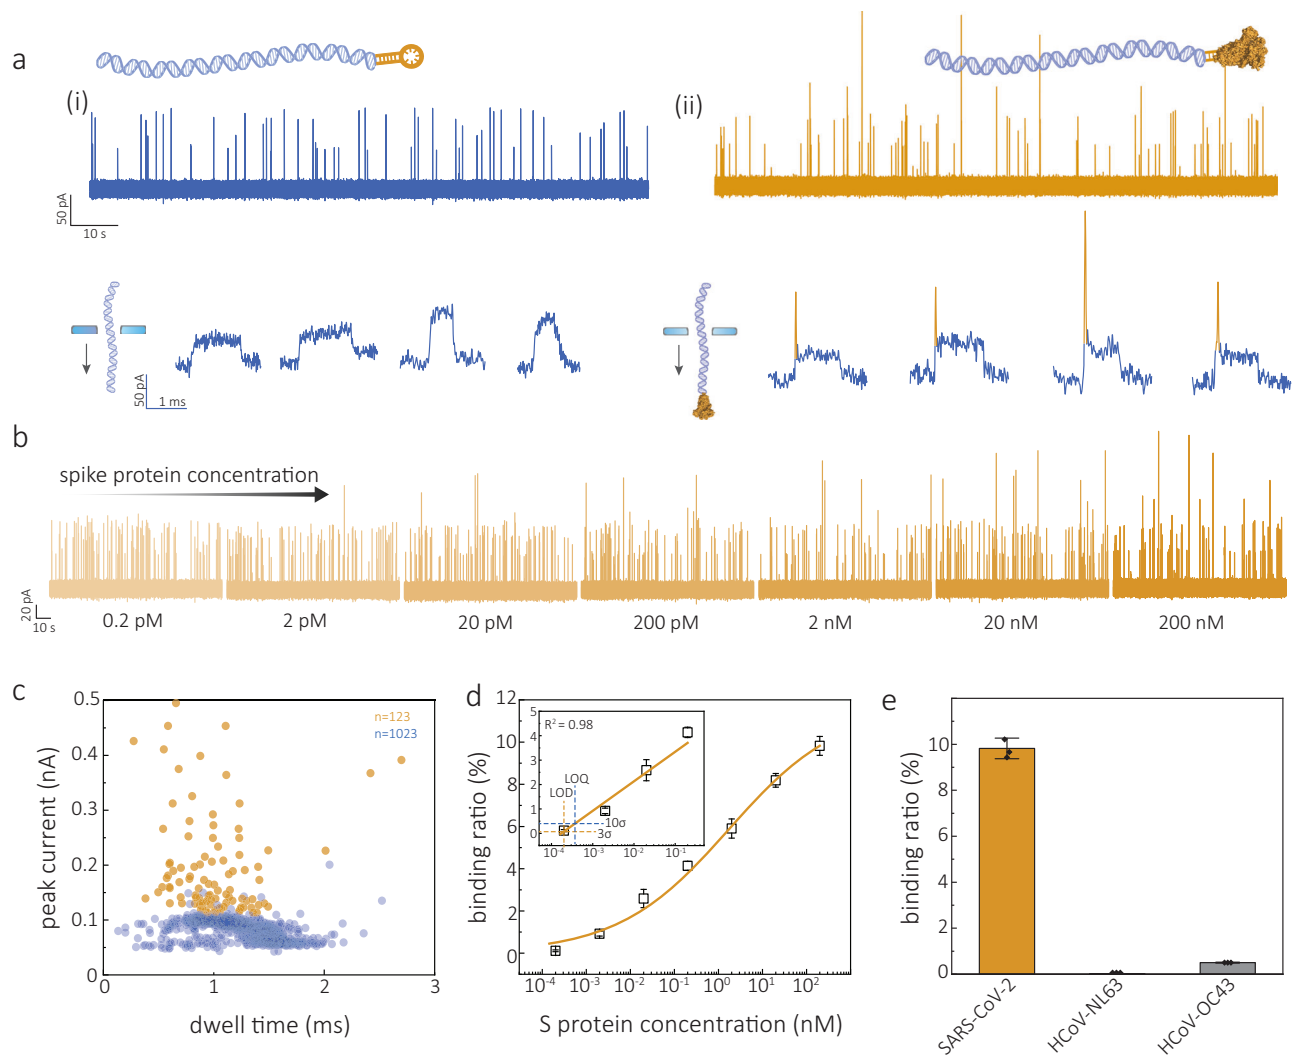 a
(i)
(ii)
50 pA
10 s
50 pA
1 ms
b
spike protein concentration
20 pA
10 s
0.2 pM
2 pM
20 pM
200 pM
2 nM
20 nM
200 nM
c
peak current (nA)
0.5
0.4
0.3
0.2
0.1
0
n=123
n=1023
0
1
2
3
dwell time (ms)
d
binding ratio (%)
12
10
8
6
4
2
0
5
4
3
2
1
0
R² = 0.98
LOQ
LOD
10σ
3σ
10⁻⁴
10⁻³
10⁻²
10⁻¹
10⁻⁴
10⁻³
10⁻²
10⁻¹
10⁰
10¹
10²
S protein concentration (nM)
e
binding ratio (%)
10
8
6
4
2
0
SARS-CoV-2
HCoV-NL63
HCoV-OC43